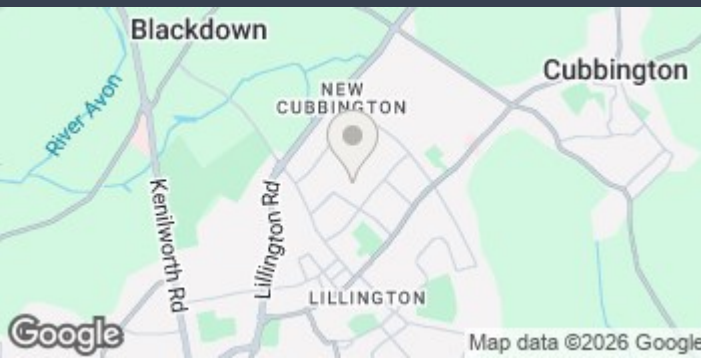 Blackdown
Cubbington
River Avon
NEW
CUBBINGTON
Kenilworth Rd
Lillington Rd
LILLINGTON
Google
Map data ©2026 Google